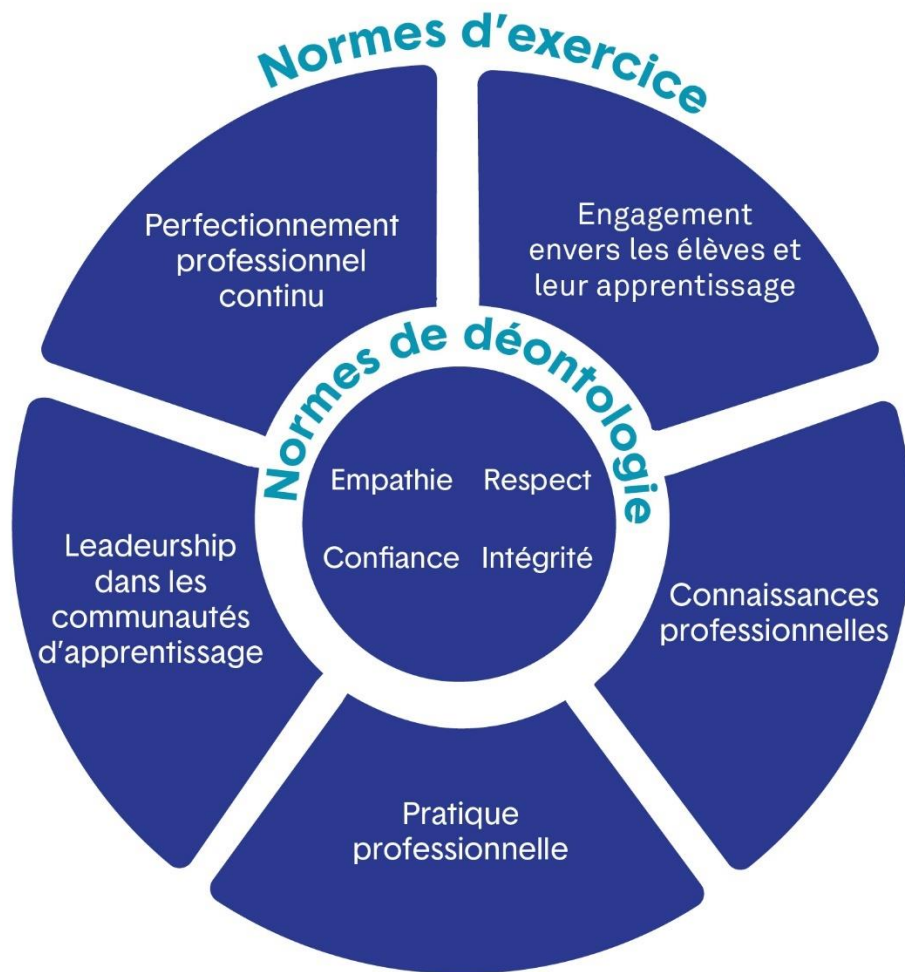 Normes d'exercice
Perfectionnement
professionnel
continu
Engagement
envers les élèves et
leur apprentissage
Normes de déontologie
Empathie Respect
Confiance Intégrité
Leadeurship
dans les
communautés
d'apprentissage
Connaissances
professionnelles
Pratique
professionnelle